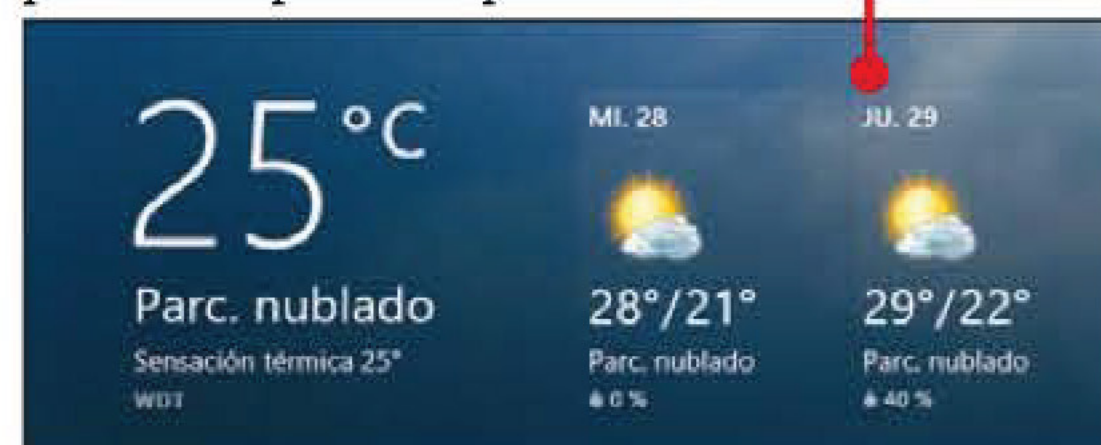 25°C
Parc. nublado
Sensación térmica 25°
WDT
MI. 28
28°/21°
Parc. nublado
0 %
JU. 29
29°/22°
Parc. nublado
40 %